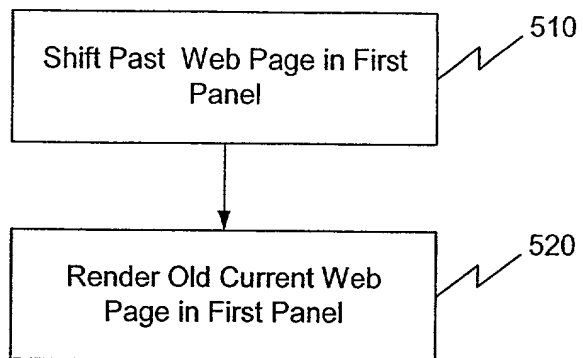 Shift Past Web Page in First
Panel
510
Render Old Current Web
Page in First Panel
520